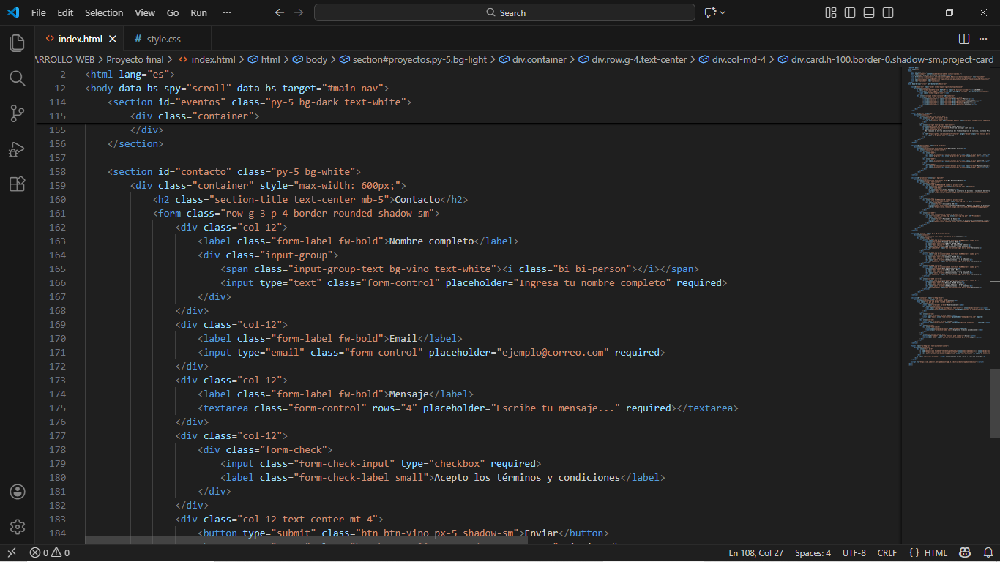 File Edit Selection View Go Run ··· Search
index.html
style.css
ARROLLO WEB > Proyecto final > index.html > html > body > section#proyectos.py-5.bg-light > div.container > div.row.g-4.text-center > div.col-md-4 > div.card.h-100.border-0.shadow-sm.project-card
2 <html lang="es">
12 <body data-bs-spy="scroll" data-bs-target="#main-nav">
114 <section id="eventos" class="py-5 bg-dark text-white">
115 <div class="container">
155 </div>
156 </section>
157
158 <section id="contacto" class="py-5 bg-white">
159 <div class="container" style="max-width: 600px;">
160 <h2 class="section-title text-center mb-5">Contacto</h2>
161 <form class="row g-3 p-4 border rounded shadow-sm">
162 <div class="col-12">
163 <label class="form-label fw-bold">Nombre completo</label>
164 <div class="input-group">
165 <span class="input-group-text bg-vino text-white"><i class="bi bi-person"></i></span>
166 <input type="text" class="form-control" placeholder="Ingresa tu nombre completo" required>
167 </div>
168 </div>
169 <div class="col-12">
170 <label class="form-label fw-bold">Email</label>
171 <input type="email" class="form-control" placeholder="ejemplo@correo.com" required>
172 </div>
173 <div class="col-12">
174 <label class="form-label fw-bold">Mensaje</label>
175 <textarea class="form-control" rows="4" placeholder="Escribe tu mensaje..." required></textarea>
176 </div>
177 <div class="col-12">
178 <div class="form-check">
179 <input class="form-check-input" type="checkbox" required>
180 <label class="form-check-label small">Acepto los términos y condiciones</label>
181 </div>
182 </div>
183 <div class="col-12 text-center mt-4">
184 <button type="submit" class="btn btn-vino px-5 shadow-sm">Enviar</button>
0 0 Ln 108, Col 27 Spaces: 4 UTF-8 CRLF { } HTML